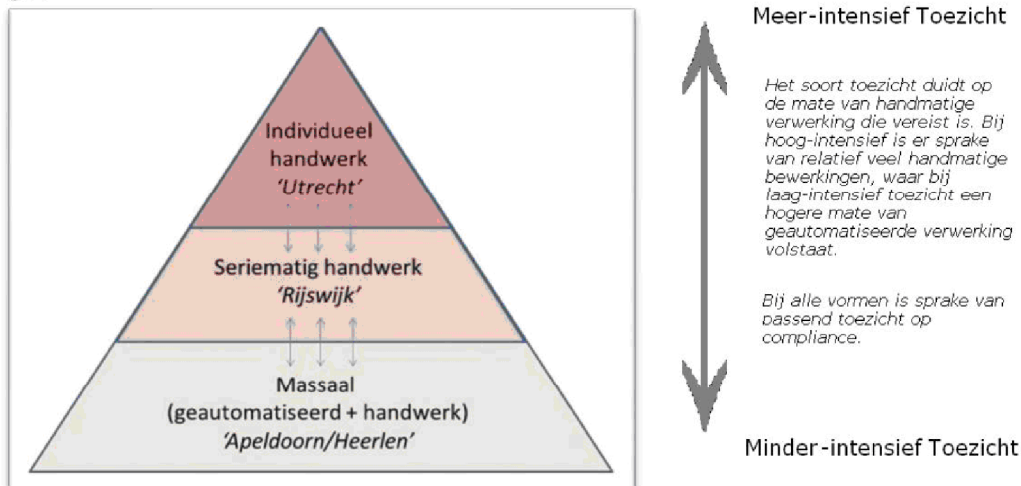 Individueel
handwerk
‘Utrecht’
Seriematig handwerk
‘Rijswijk’
Massaal
(geautomatiseerd + handwerk)
‘Apeldoorn/Heerlen’
Meer-intensief Toezicht
Het soort toezicht duidt op
de mate van handmatige
verwerking die vereist is. Bij
hoog-intensief is er sprake
van relatief veel handmatige
bewerkingen, waar bij
laag-intensief toezicht een
hogere mate van
geautomatiseerde verwerking
volstaat.
Bij alle vormen is sprake van
passend toezicht op
compliance.
Minder-intensief Toezicht